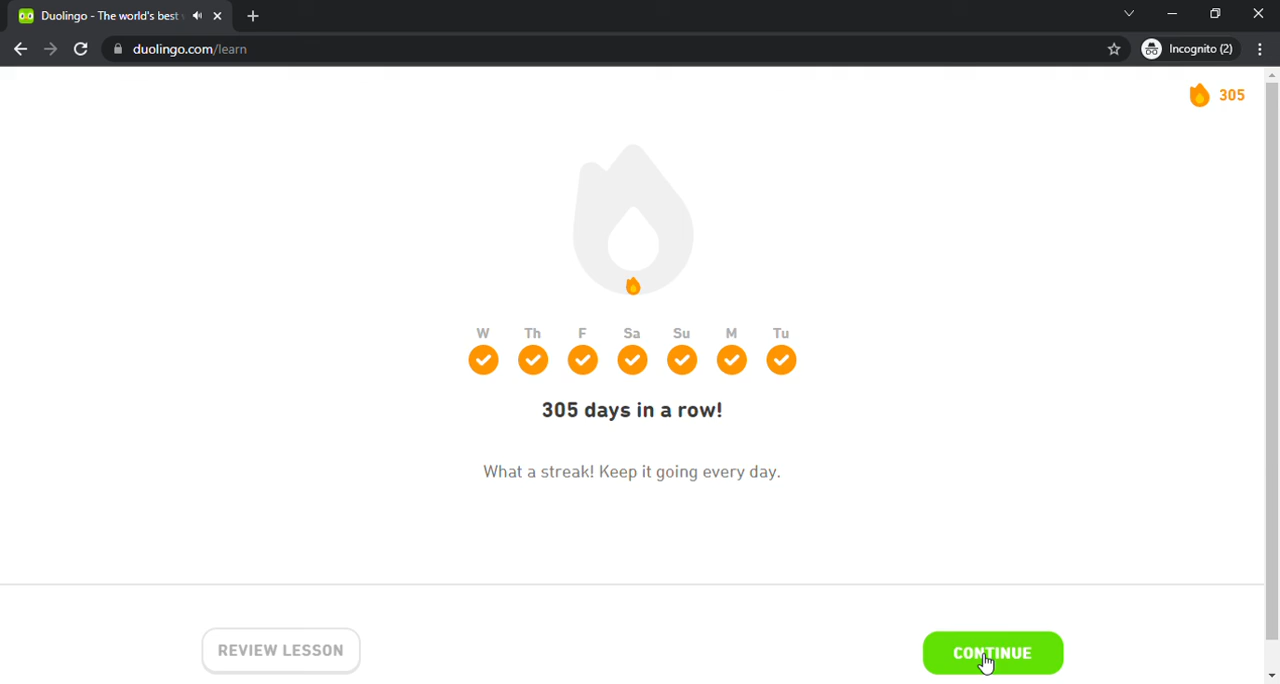 Duolingo - The world's best
duolingo.com/learn
Incognito (2)
305
W Th F Sa Su M Tu
305 days in a row!
What a streak! Keep it going every day.
REVIEW LESSON
CONTINUE